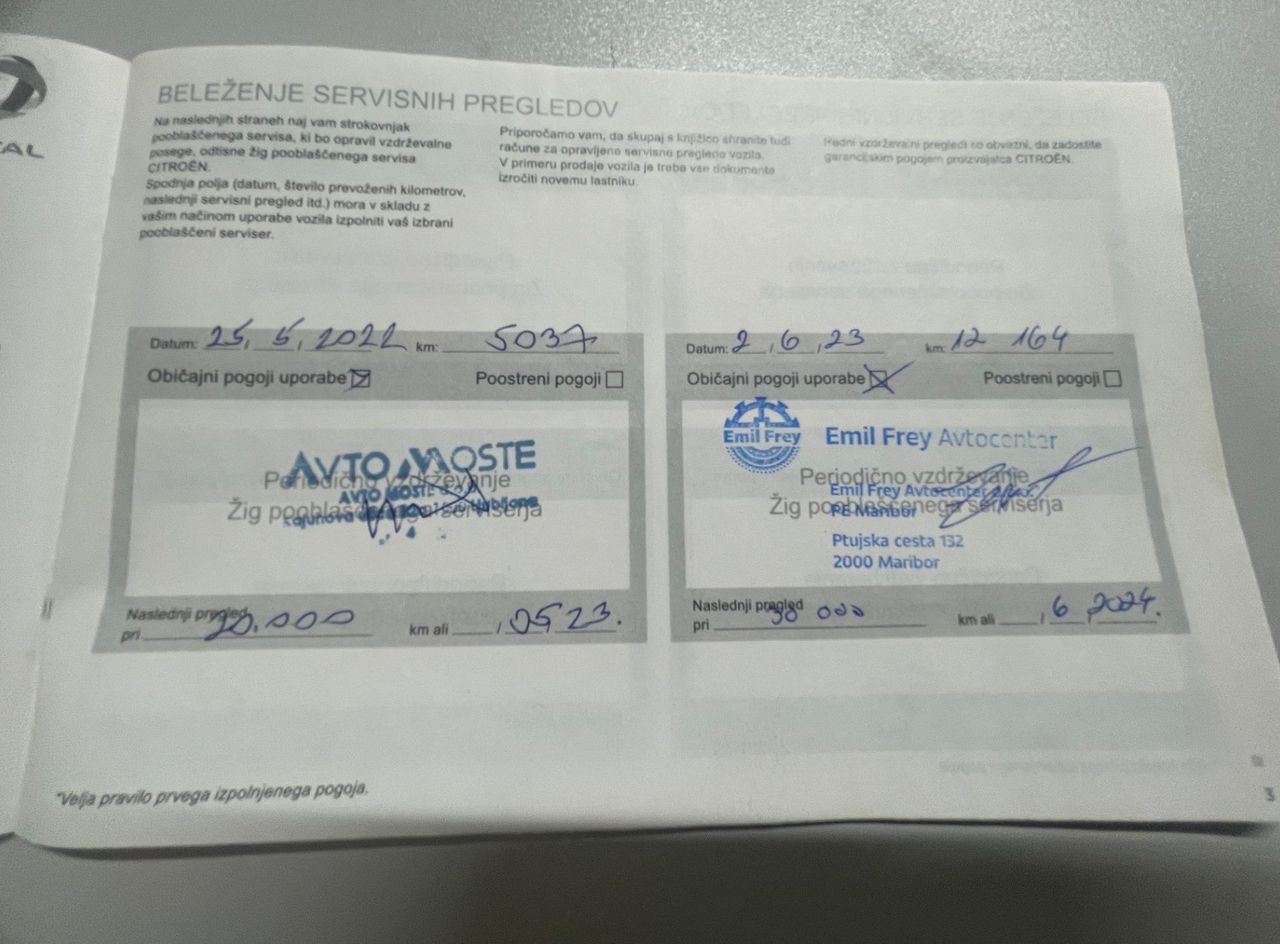 AL
BELEŽENJE SERVISNIH PREGLEDOV
Na naslednjih straneh naj vam strokovnjak
pooblaščenega servisa, ki bo opravil vzdrževalne
posege, odtisne žig pooblaščenega servisa
CITROËN.
Spodnja polja (datum, število prevoženih kilometrov,
naslednji servisni pregled itd.) mora v skladu z
vašim načinom uporabe vozila izpolniti vaš izbrani
pooblaščeni serviser.
Priporočamo vam, da skupaj s knjižico shranite tudi
račune za opravljene servisne preglede vozila.
V primeru prodaje vozila je treba vse dokumente
izročiti novemu lastniku.
Redni vzdrževalni pregledi so obvezni, da zadostite
garancijskim pogojem proizvajalca CITROËN.
Datum: 25, 5, 2022 km: 5037
Običajni pogoji uporabe Poostreni pogoji
AVTO MOSTE
Periodično vzdrževanje
AVTO MOSTE
Žig pooblaščenega serviserja
Naslednji pregled
pri 20.000 km ali / 05 23.
Datum: 2, 6, 23 km: 12 164
Običajni pogoji uporabe Poostreni pogoji
Emil Frey
Emil Frey Avtocenter
Periodično vzdrževanje
Emil Frey Avtocenter
Žig pooblaščenega serviserja
PE Maribor
Ptujska cesta 132
2000 Maribor
Naslednji pregled
pri 000 km ali / 6 2024.
*Velja pravilo prvega izpolnjenega pogoja.
3